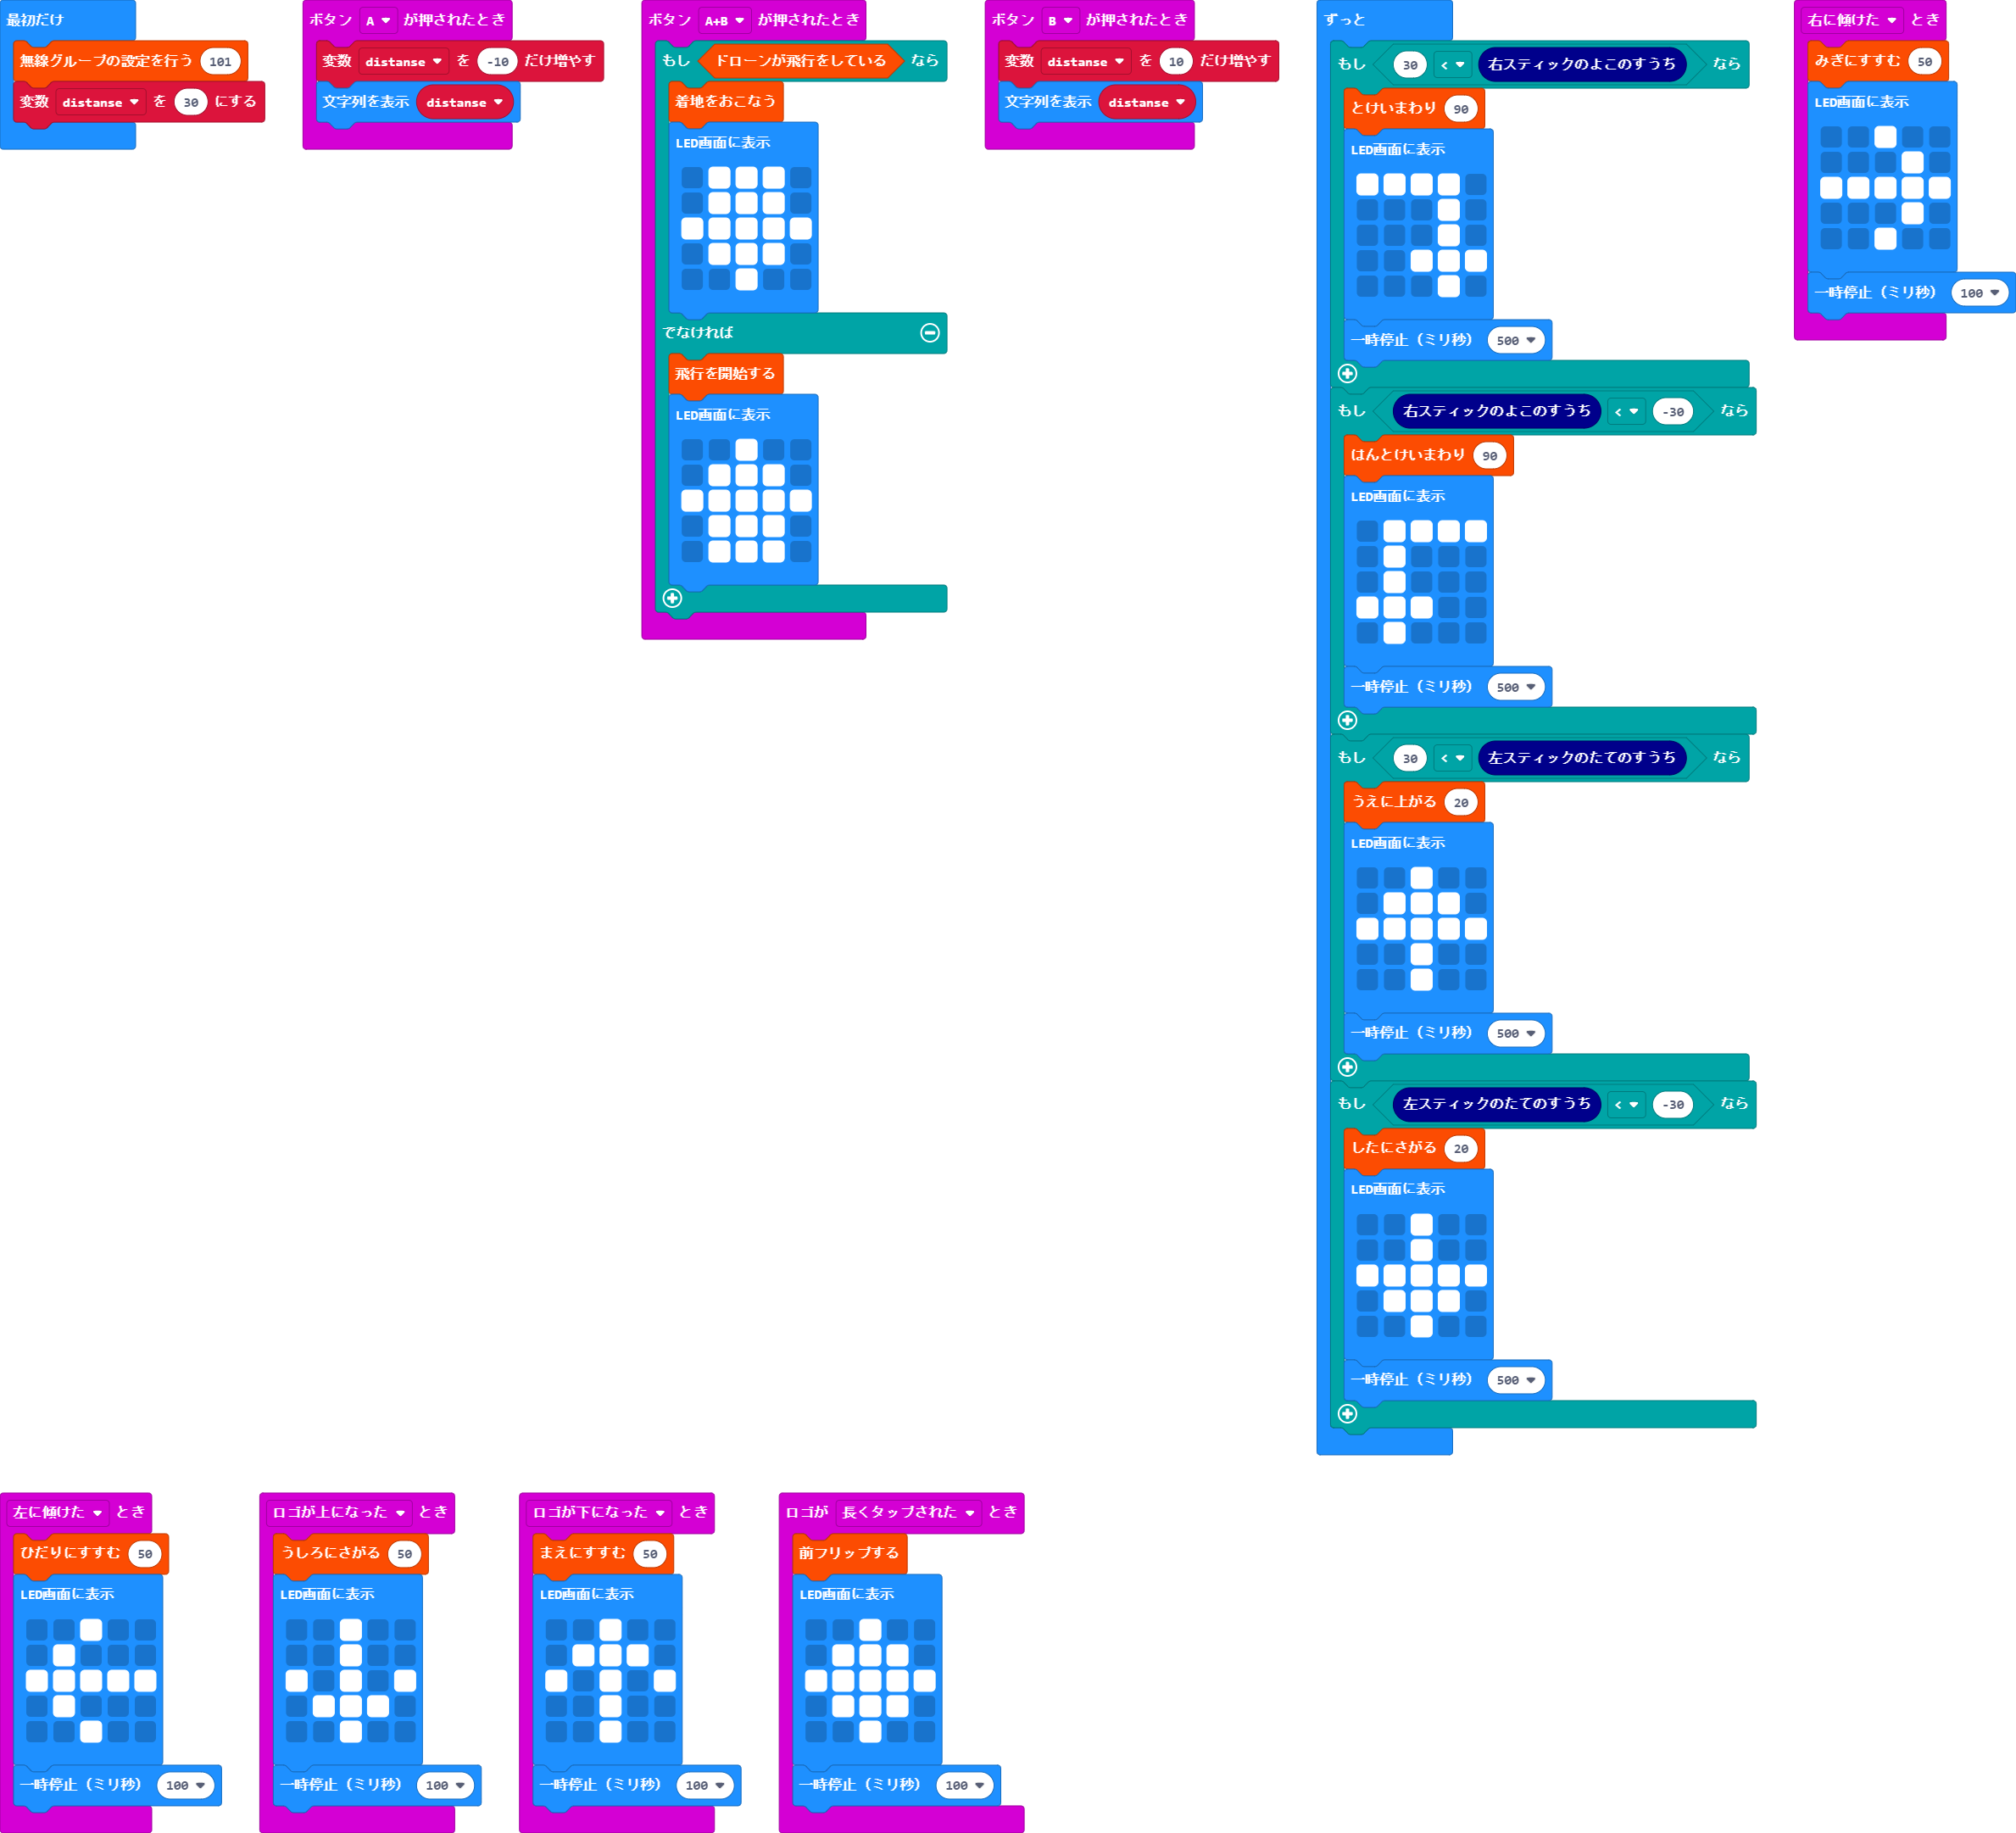 最初だけ
無線グループの設定を行う 101
変数 distanse を 30 にする
ボタン A が押されたとき
変数 distanse を -10 だけ増やす
文字列を表示 distanse
ボタン A+B が押されたとき
もし ドローンが飛行をしている なら
着地をおこなう
LED画面に表示
でなければ
飛行を開始する
LED画面に表示
ボタン B が押されたとき
変数 distanse を 10 だけ増やす
文字列を表示 distanse
ずっと
もし 30 < 右スティックのよこのすうち なら
とけいまわり 90
LED画面に表示
一時停止（ミリ秒） 500
もし 右スティックのよこのすうち < -30 なら
はんとけいまわり 90
LED画面に表示
一時停止（ミリ秒） 500
もし 30 < 左スティックのたてのすうち なら
うえに上がる 20
LED画面に表示
一時停止（ミリ秒） 500
もし 左スティックのたてのすうち < -30 なら
したにさがる 20
LED画面に表示
一時停止（ミリ秒） 500
右に傾けた とき
みぎにすすむ 50
LED画面に表示
一時停止（ミリ秒） 100
左に傾けた とき
ひだりにすすむ 50
LED画面に表示
一時停止（ミリ秒） 100
ロゴが上になった とき
うしろにさがる 50
LED画面に表示
一時停止（ミリ秒） 100
ロゴが下になった とき
まえにすすむ 50
LED画面に表示
一時停止（ミリ秒） 100
ロゴが 長くタップされた とき
前フリップする
LED画面に表示
一時停止（ミリ秒） 100